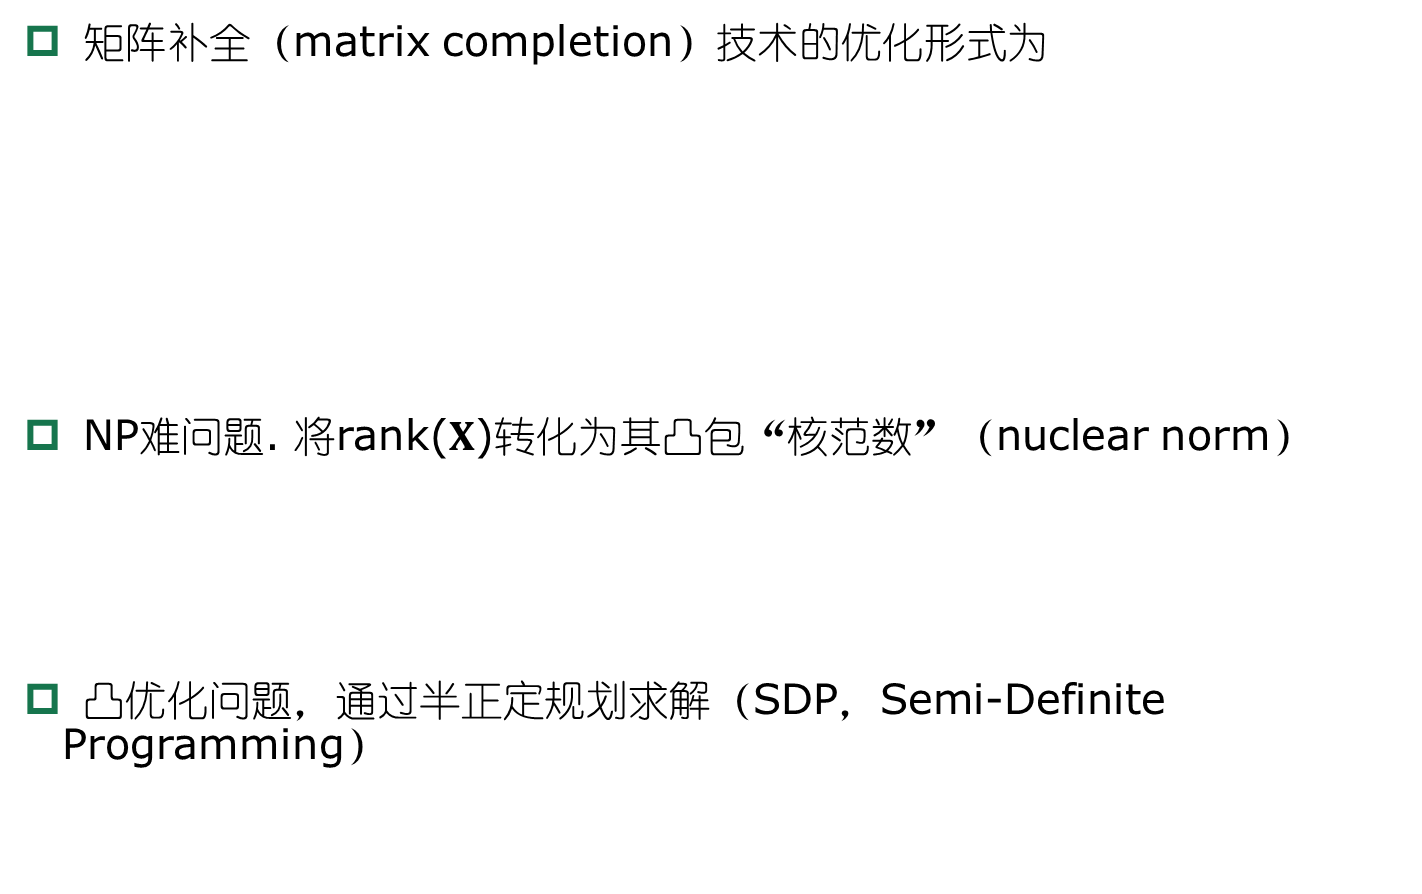 矩阵补全（matrix completion）技术的优化形式为
NP难问题. 将rank(X)转化为其凸包“核范数”（nuclear norm）
凸优化问题，通过半正定规划求解（SDP，Semi-Definite
Programming）